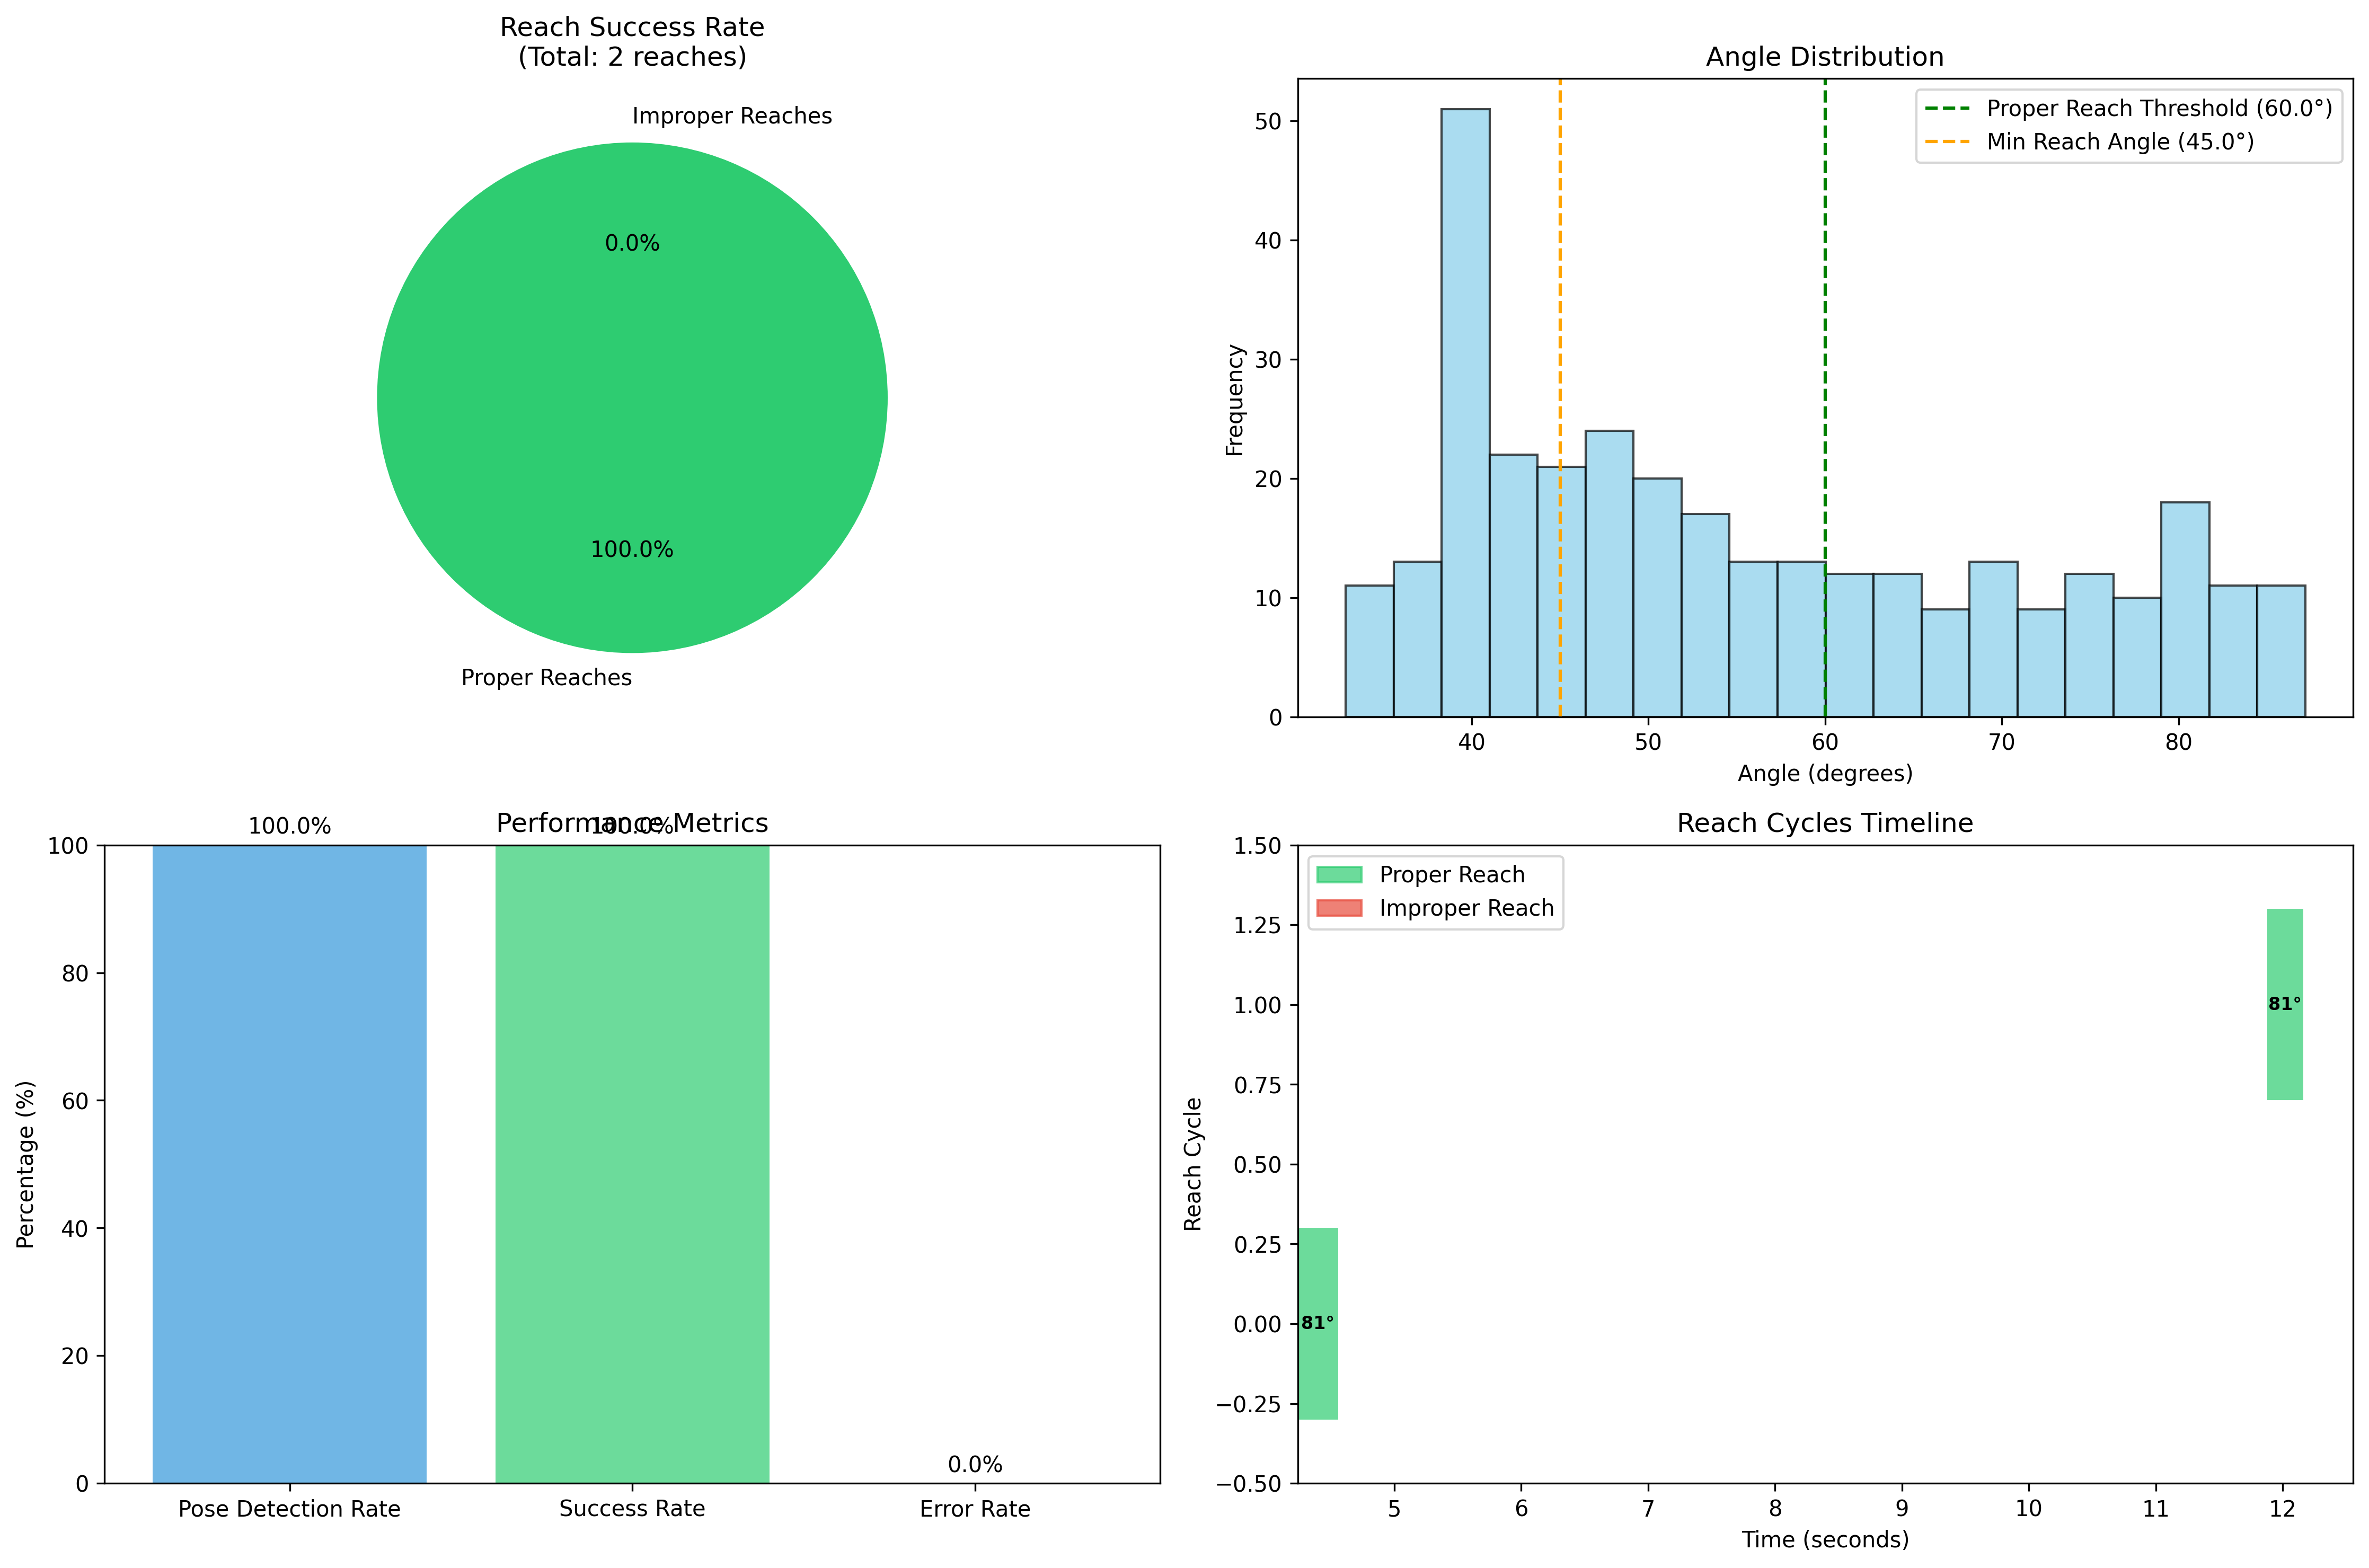 Reach Success Rate
(Total: 2 reaches)
Improper Reaches
0.0%
100.0%
Proper Reaches
Angle Distribution
Proper Reach Threshold (60.0°)
Min Reach Angle (45.0°)
Frequency
50
40
30
20
10
0
40
50
60
70
80
Angle (degrees)
Performance Metrics
100.0%
100.0%
0.0%
Percentage (%)
100
80
60
40
20
0
Pose Detection Rate
Success Rate
Error Rate
Reach Cycles Timeline
Proper Reach
Improper Reach
81°
81°
Reach Cycle
1.50
1.25
1.00
0.75
0.50
0.25
0.00
−0.25
−0.50
5
6
7
8
9
10
11
12
Time (seconds)